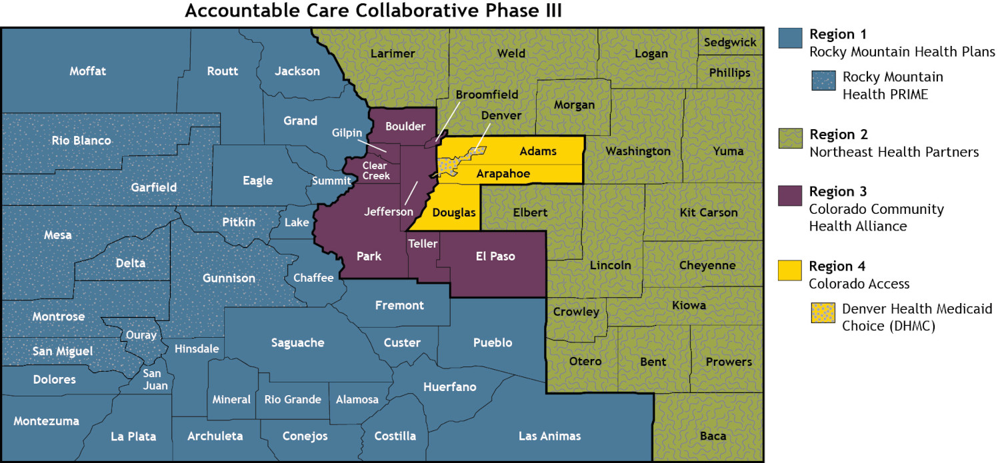 Accountable Care Collaborative Phase III
Sedgwick
Larimer
Weld
Logan
Moffat
Routt
Jackson
Phillips
Broomfield
Morgan
Denver
Grand
Boulder
Gilpin
Rio Blanco
Adams
Washington
Yuma
Clear
Creek
Arapahoe
Eagle
Summit
Garfield
Jefferson
Douglas
Elbert
Kit Carson
Pitkin
Lake
Mesa
Teller
Park
El Paso
Delta
Lincoln
Cheyenne
Gunnison
Chaffee
Fremont
Crowley
Kiowa
Montrose
Ouray
Saguache
Custer
Pueblo
Hinsdale
San Miguel
Otero
Bent
Prowers
San
Juan
Dolores
Huerfano
Mineral
Rio Grande
Alamosa
Montezuma
La Plata
Archuleta
Conejos
Costilla
Las Animas
Baca
Region 1
Rocky Mountain Health Plans
Rocky Mountain
Health PRIME
Region 2
Northeast Health Partners
Region 3
Colorado Community
Health Alliance
Region 4
Colorado Access
Denver Health Medicaid
Choice (DHMC)